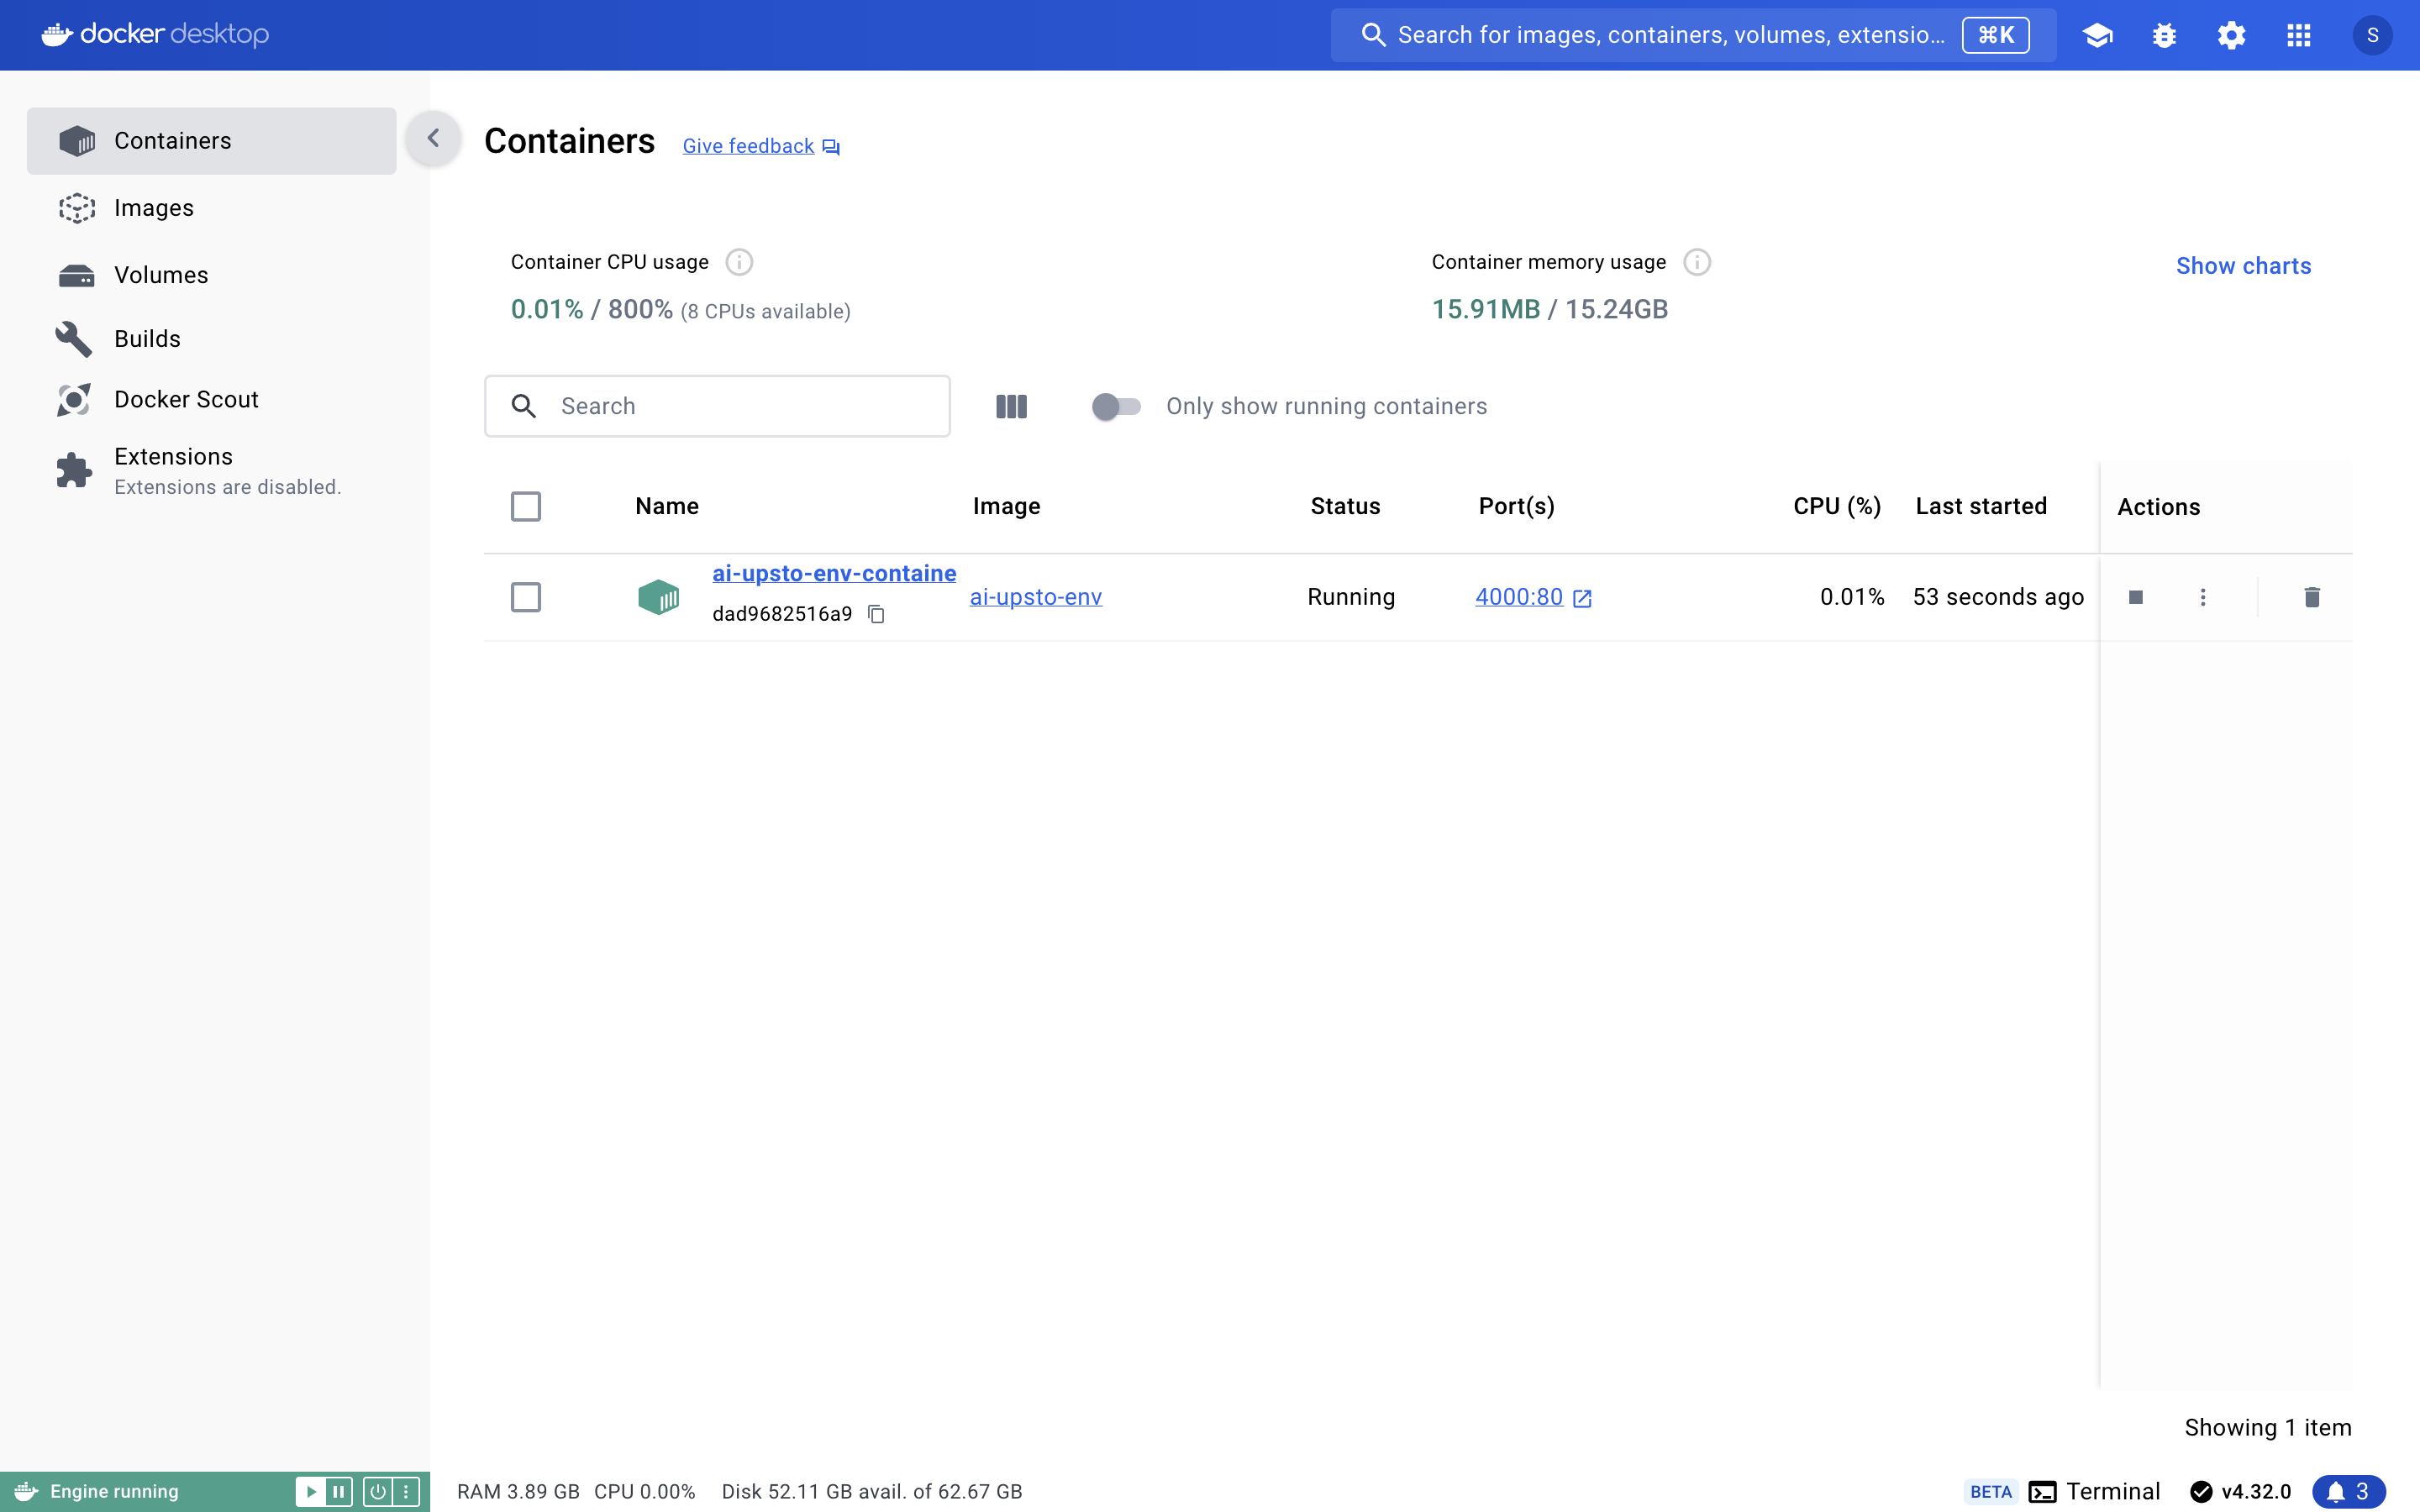 docker desktop
Search for images, containers, volumes, extensio...
⌘K
S
Containers
Images
Volumes
Builds
Docker Scout
Extensions
Extensions are disabled.
Containers
Give feedback
Container CPU usage
0.01% / 800% (8 CPUs available)
Container memory usage
15.91MB / 15.24GB
Show charts
Search
Only show running containers
Name Image Status Port(s) CPU (%) Last started Actions
ai-upsto-env-containe
dad9682516a9
ai-upsto-env
Running
4000:80
0.01%
53 seconds ago
Showing 1 item
Engine running
RAM 3.89 GB CPU 0.00% Disk 52.11 GB avail. of 62.67 GB
BETA
Terminal
v4.32.0
3